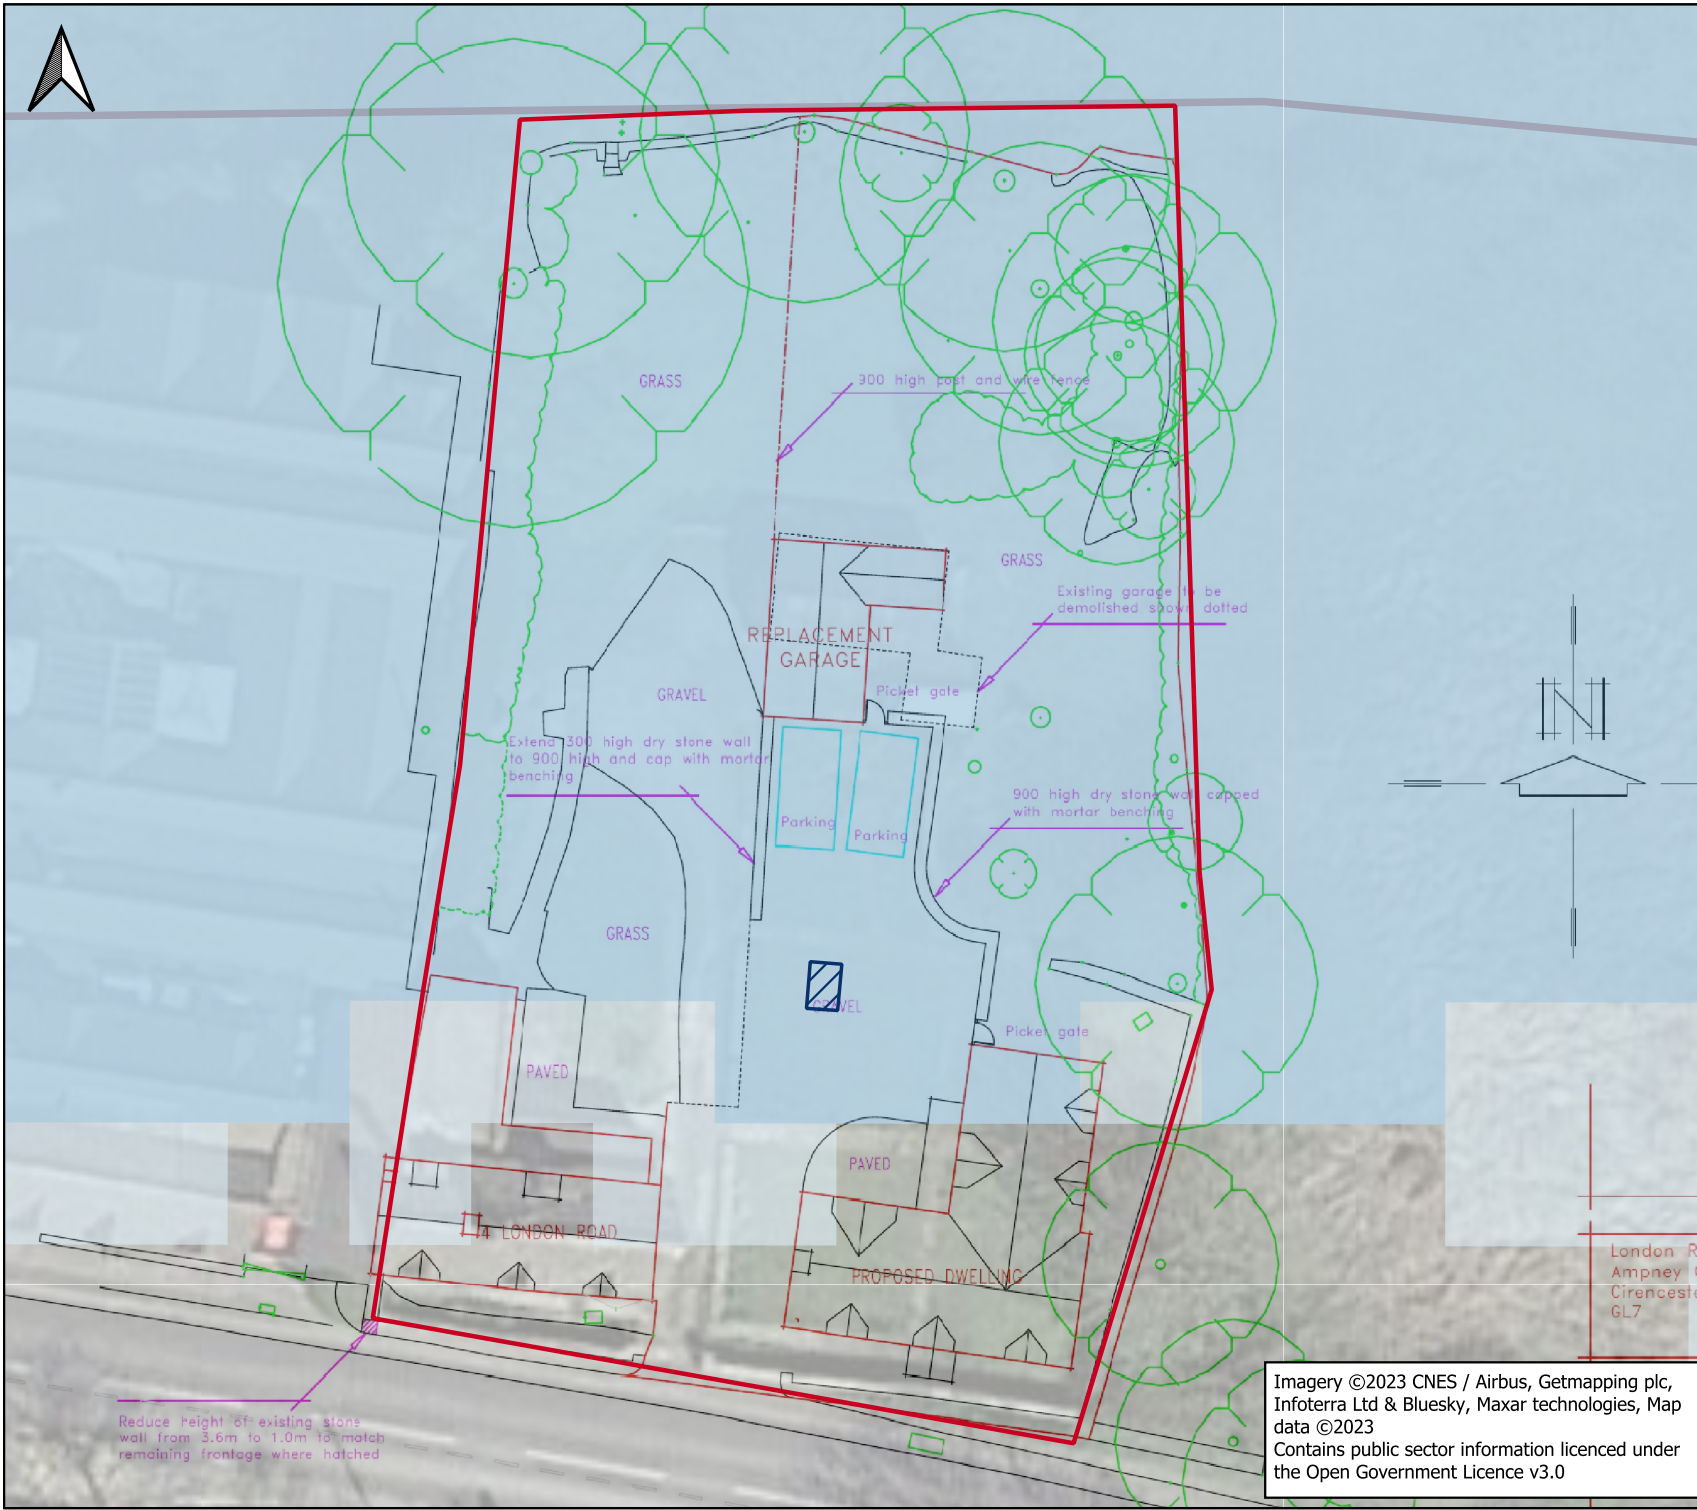 GRASS
900 high post and wire fence
GRASS
Existing garage to be
demolished shown dotted
REPLACEMENT
GARAGE
Picket gate
GRAVEL
Extend 300 high dry stone wall
to 900 high and cap with mortar
benching
N
900 high dry stone wall capped
with mortar benching
Parking
Parking
GRASS
GRAVEL
Picket gate
PAVED
PAVED
14 LONDON ROAD
PROPOSED DWELLING
London R
Ampney
Cirenceste
GL7
Reduce height of existing stone
wall from 3.6m to 1.0m to match
remaining frontage where hatched
Imagery ©2023 CNES / Airbus, Getmapping plc,
Infoterra Ltd & Bluesky, Maxar technologies, Map
data ©2023
Contains public sector information licenced under
the Open Government Licence v3.0